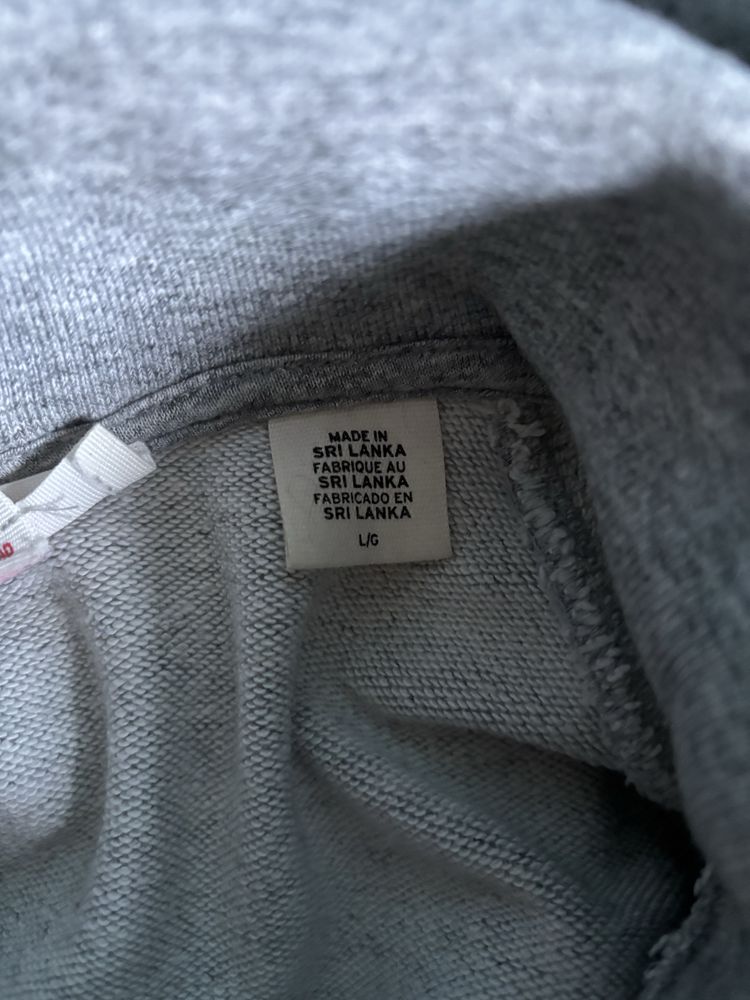 MADE IN
SRI LANKA
FABRIQUE AU
SRI LANKA
FABRICADO EN
SRI LANKA
L/G